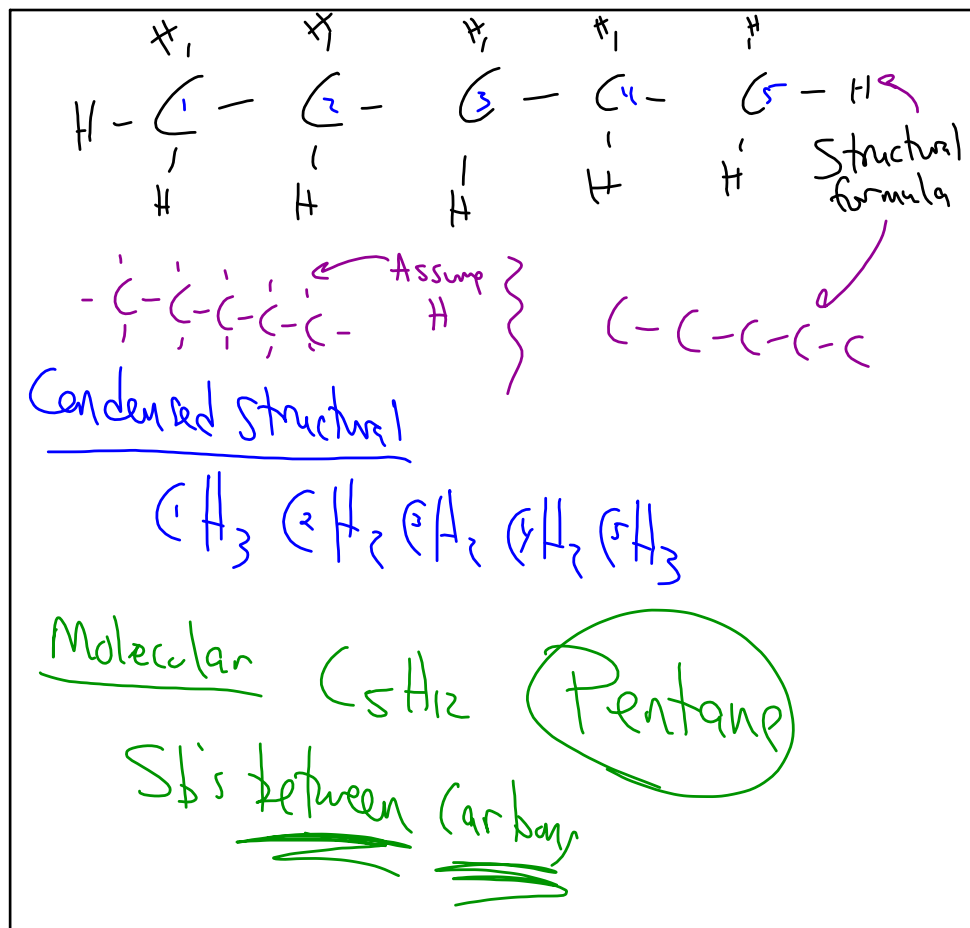 H H H H H
H - C1 - C2 - C3 - C4 - C5 - H
H H H H H
Structural
formula
- C - C - C - C - C -
Assume
H
C - C - C - C - C
Condensed structural
C1H3 C2H2 C3H2 C4H2 C5H3
Molecular C5H12 Pentane
Sb's between Carbons